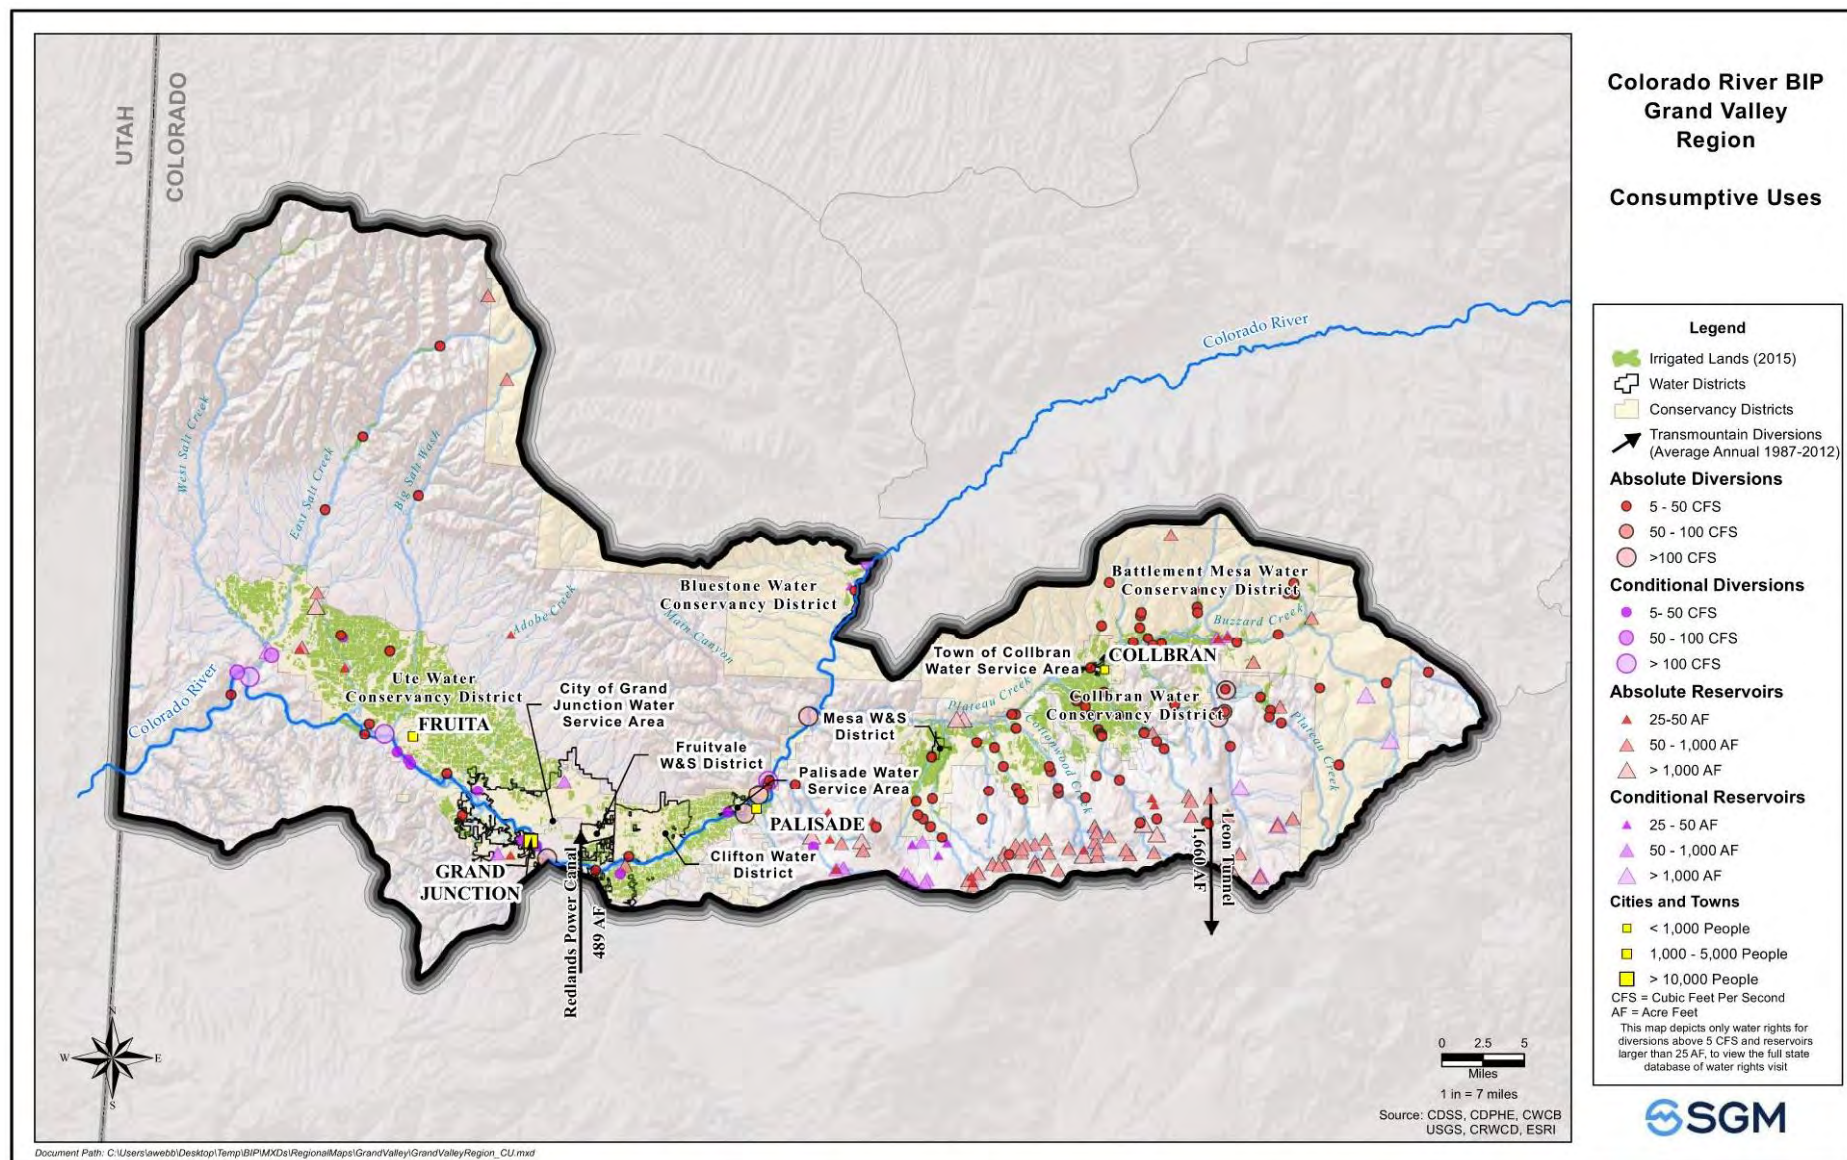 Colorado River BIP
Grand Valley
Region
Consumptive Uses
UTAH
COLORADO
Colorado River
West Salt Creek
East Salt Creek
Big Salt Wash
Adobe Creek
Main Canyon
Bluestone Water
Conservancy District
Battlement Mesa Water
Conservancy District
Buzzard Creek
Town of Collbran
Water Service Area
COLLBRAN
Collbran Water
Conservancy District
Plateau Creek
Cottonwood Creek
Plateau Creek
Colorado River
Ute Water
Conservancy District
FRUITA
City of Grand
Junction Water
Service Area
Fruitvale
W&S District
Mesa W&S
District
Palisade Water
Service Area
PALISADE
Clifton Water
District
GRAND
JUNCTION
Redlands Power Canal
489 AF
Leon Tunnel
1,660 AF
N
W
E
S
0 2.5 5
Miles
1 in = 7 miles
Source: CDSS, CDPHE, CWCB
USGS, CRWCD, ESRI
Legend
Irrigated Lands (2015)
Water Districts
Conservancy Districts
Transmountain Diversions
(Average Annual 1987-2012)
Absolute Diversions
5 - 50 CFS
50 - 100 CFS
>100 CFS
Conditional Diversions
5- 50 CFS
50 - 100 CFS
> 100 CFS
Absolute Reservoirs
25-50 AF
50 - 1,000 AF
> 1,000 AF
Conditional Reservoirs
25 - 50 AF
50 - 1,000 AF
> 1,000 AF
Cities and Towns
< 1,000 People
1,000 - 5,000 People
> 10,000 People
CFS = Cubic Feet Per Second
AF = Acre Feet
This map depicts only water rights for
diversions above 5 CFS and reservoirs
larger than 25 AF, to view the full state
database of water rights visit
SGM
Document Path: C:\Users\awebb\Desktop\Temp\BIP\MXDs\RegionalMaps\GrandValley\GrandValleyRegion_CU.mxd